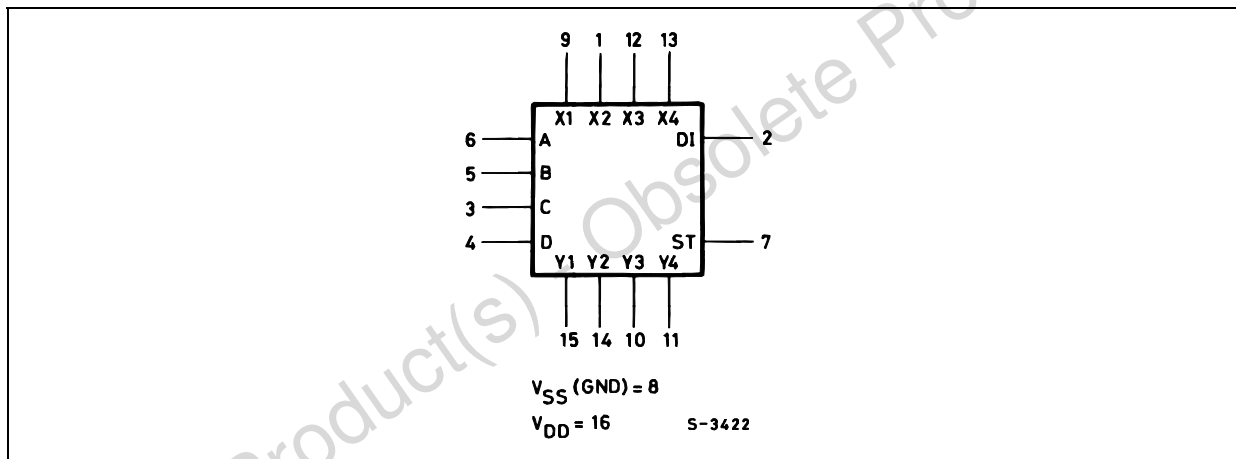 9 1 12 13
X1 X2 X3 X4
6 A DI 2
5 B
3 C
4 D ST 7
Y1 Y2 Y3 Y4
15 14 10 11
VSS (GND) = 8
VDD = 16 S-3422
Product(s) - Obsolete Pro